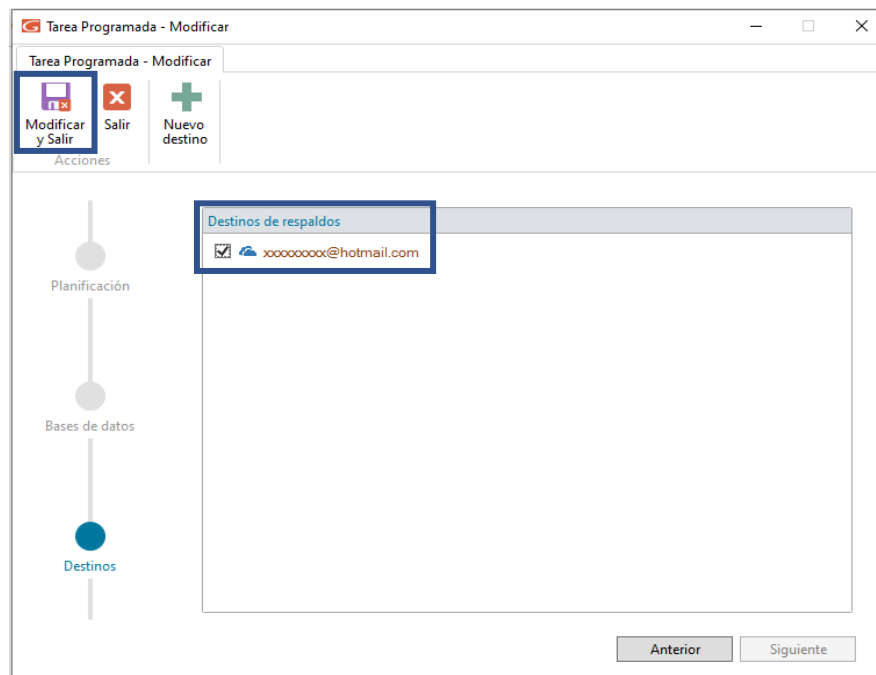 Tarea Programada - Modificar
Tarea Programada - Modificar
Modificar y Salir
Salir
Nuevo destino
Acciones
Destinos de respaldos
xxxxxxxxx@hotmail.com
Planificación
Bases de datos
Destinos
Anterior
Siguiente